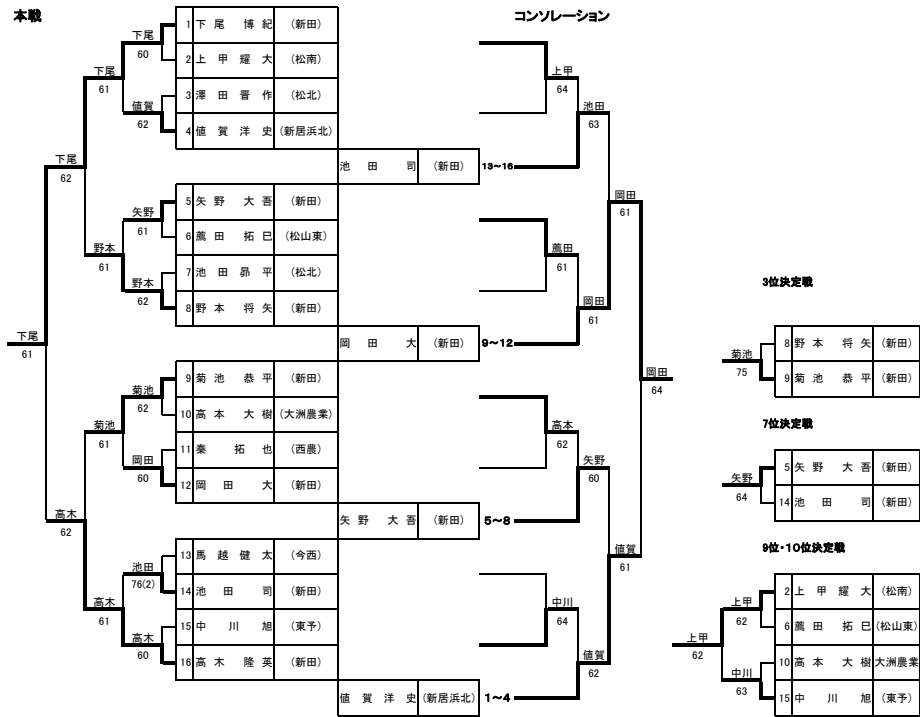 本戦
コンソレーション
1 下尾 博紀 (新田)
2 上甲耀大 (松南)
3 澤田晋作 (松北)
4 値賀洋史 (新居浜北)
5 矢野大吾 (新田)
6 薦田拓巳 (松山東)
7 池田昴平 (松北)
8 野本将矢 (新田)
9 菊池恭平 (新田)
10 高本大樹 (大洲農業)
11 秦拓也 (西農)
12 岡田大 (新田)
13 馬越健太 (今西)
14 池田司 (新田)
15 中川旭 (東予)
16 高木隆英 (新田)
下尾
60
値賀
62
矢野
61
野本
62
菊池
62
岡田
60
池田
76(2)
高木
60
下尾
61
野本
61
菊池
61
高木
61
下尾
62
高木
62
下尾
61
池田司 (新田) 13~16
岡田大 (新田) 9~12
矢野大吾 (新田) 5~8
値賀洋史 (新居浜北) 1~4
上甲
64
薦田
61
高本
62
中川
64
池田
63
岡田
61
矢野
60
値賀
62
岡田
61
値賀
61
岡田
64
3位決定戦
8 野本将矢 (新田)
9 菊池恭平 (新田)
菊池
75
7位決定戦
5 矢野大吾 (新田)
14 池田司 (新田)
矢野
64
9位・10位決定戦
2 上甲耀大 (松南)
6 薦田拓巳 (松山東)
10 高本大樹 大洲農業
15 中川旭 (東予)
上甲
62
中川
63
上甲
62